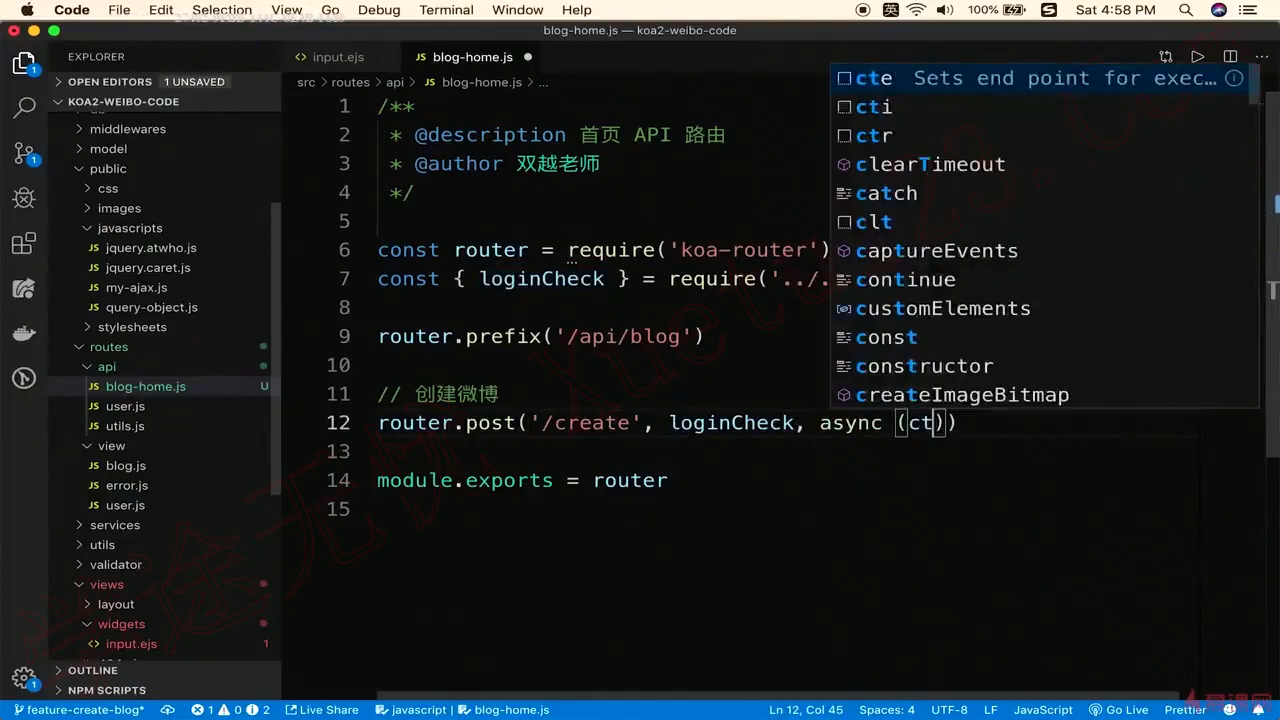 Code File Edit Selection View Go Debug Terminal Window Help 英 100% Sat 4:58 PM
blog-home.js — koa2-weibo-code
EXPLORER
OPEN EDITORS 1 UNSAVED
KOA2-WEIBO-CODE
middlewares
model
public
css
images
javascripts
jquery.atwho.js
jquery.caret.js
my-ajax.js
query-object.js
stylesheets
routes
api
blog-home.js U
user.js
utils.js
view
blog.js
error.js
user.js
services
utils
validator
views
layout
widgets
input.ejs 1
OUTLINE
NPM SCRIPTS
input.ejs
blog-home.js
src > routes > api > blog-home.js > ...
1 /**
2 * @description 首页 API 路由
3 * @author 双越老师
4 */
5
6 const router = require('koa-router')
7 const { loginCheck } = require('../.
8
9 router.prefix('/api/blog')
10
11 // 创建微博
12 router.post('/create', loginCheck, async (ct))
13
14 module.exports = router
15
cte Sets end point for exec...
cti
ctr
clearTimeout
catch
clt
captureEvents
continue
customElements
const
constructor
createImageBitmap
feature-create-blog* 1 0 2 Live Share javascript | blog-home.js Ln 12, Col 45 Spaces: 4 UTF-8 LF JavaScript Go Live Prettier